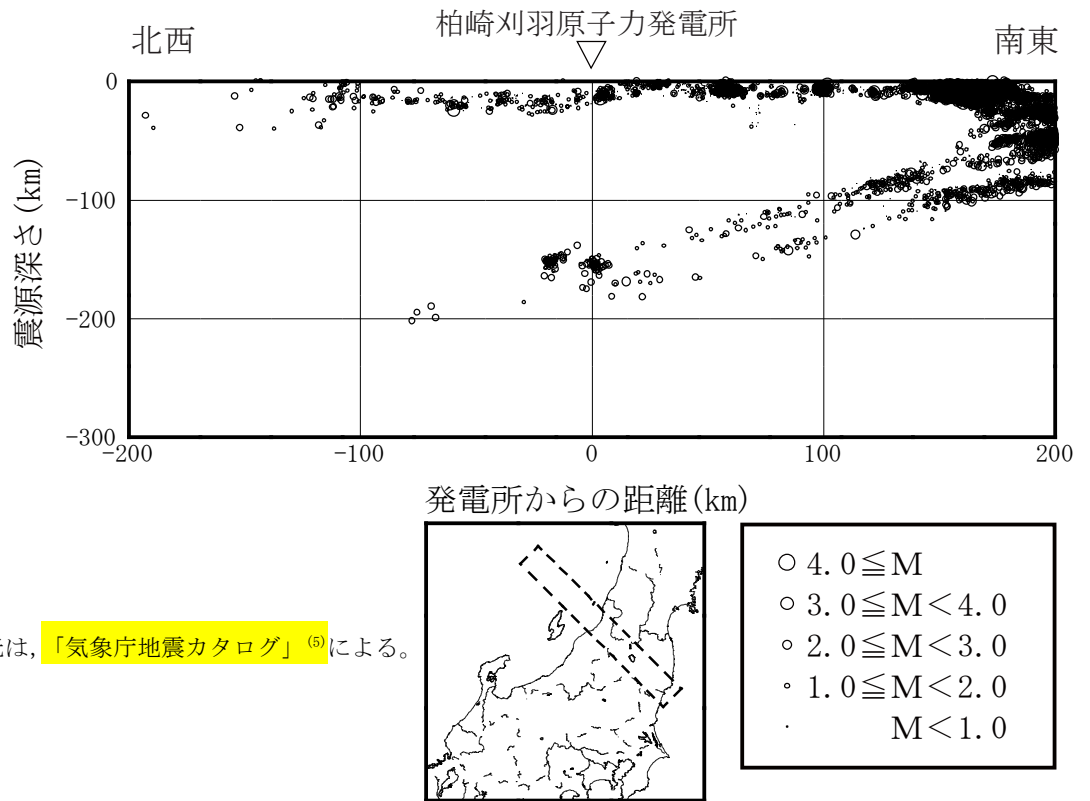 柏崎刈羽原子力発電所
北西
南東
0
-100
-200
-300
震源深さ(km)
-200
-100
0
100
200
発電所からの距離(km)
は,「気象庁地震カタログ」(5)による。
4.0≦M
3.0≦M<4.0
2.0≦M<3.0
1.0≦M<2.0
M<1.0